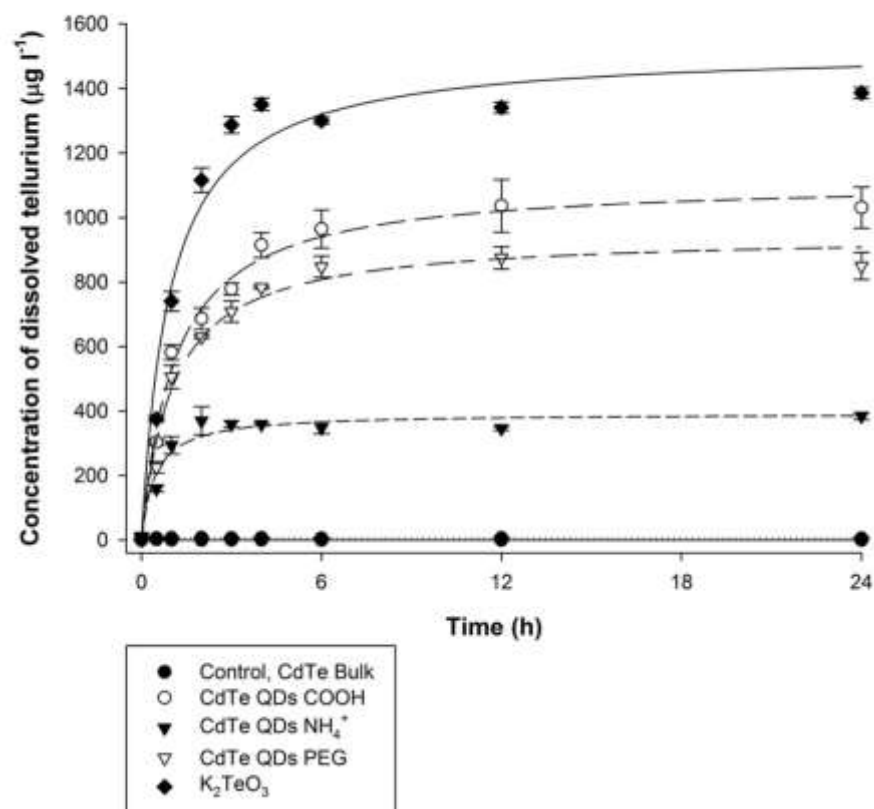 1600
1400
1200
1000
800
600
400
200
0
Concentration of dissolved tellurium (µg l⁻¹)
0 6 12 18 24
Time (h)
Control, CdTe Bulk
CdTe QDs COOH
CdTe QDs NH₄⁺
CdTe QDs PEG
K₂TeO₃